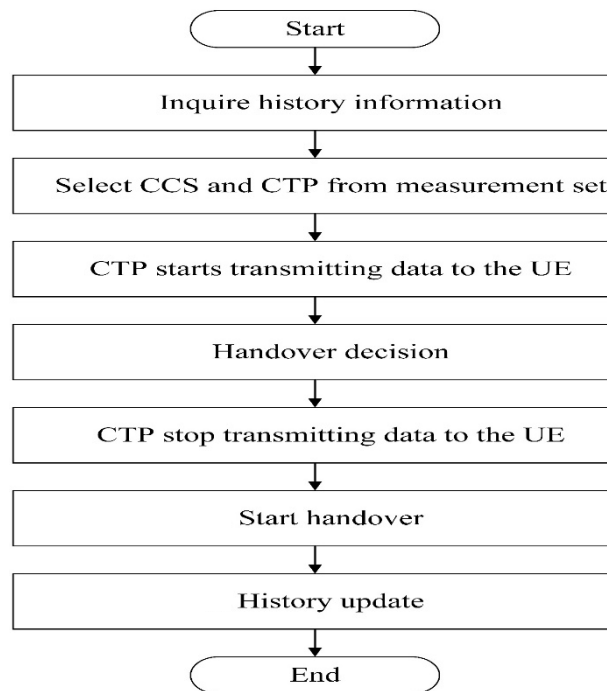 Start
Inquire history information
Select CCS and CTP from measurement set
CTP starts transmitting data to the UE
Handover decision
CTP stop transmitting data to the UE
Start handover
History update
End